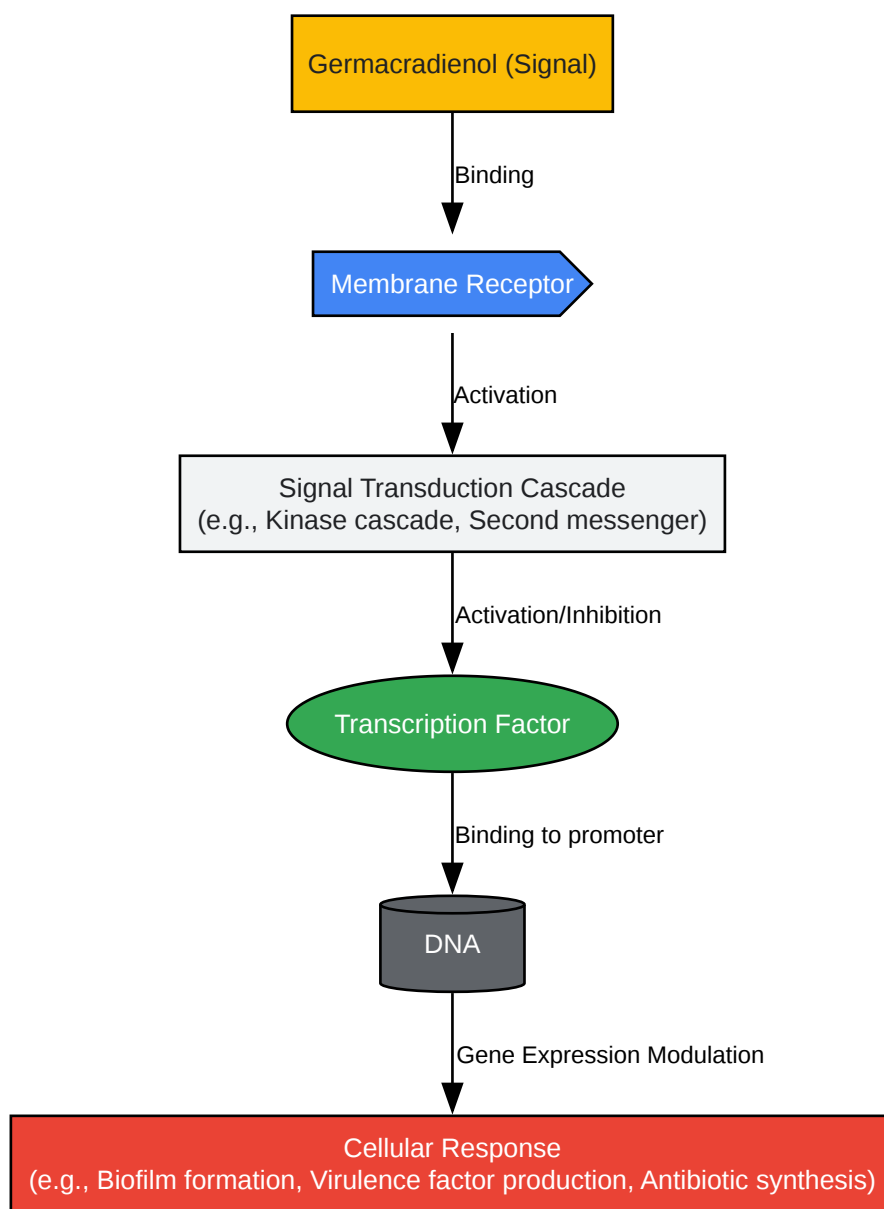 Germacradienol (Signal)
Binding
Membrane Receptor
Activation
Signal Transduction Cascade
(e.g., Kinase cascade, Second messenger)
Activation/Inhibition
Transcription Factor
Binding to promoter
DNA
Gene Expression Modulation
Cellular Response
(e.g., Biofilm formation, Virulence factor production, Antibiotic synthesis)